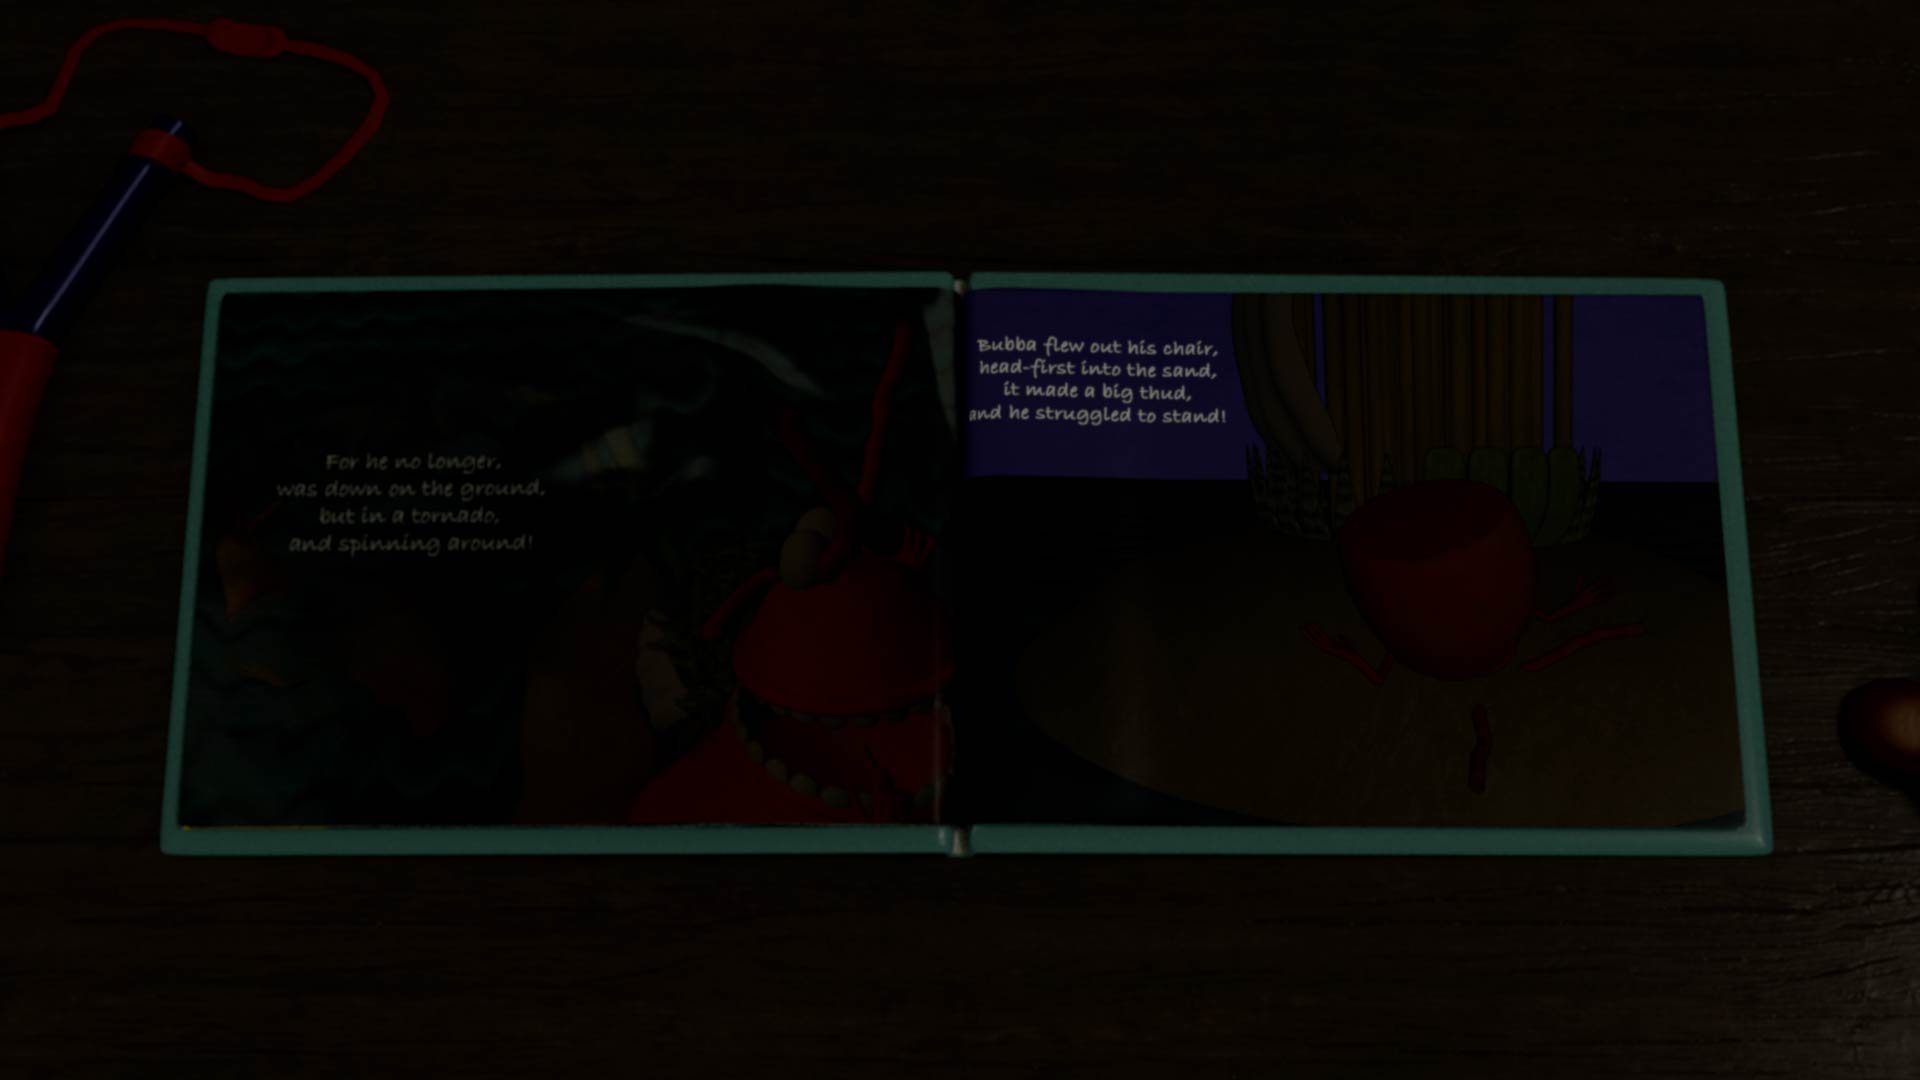 For he no longer,
was down on the ground,
but in a tornado,
and spinning around!
Bubba flew out his chair,
head-first into the sand,
it made a big thud,
and he struggled to stand!